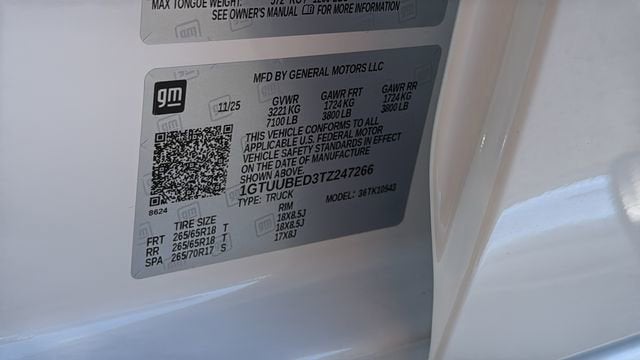 MAX TONGUE WEIGHT:
SEE OWNER'S MANUAL FOR MORE INFORMATION
MFD BY GENERAL MOTORS LLC
gm
11/25 GVWR GAWR FRT GAWR RR
3221 KG 1724 KG 1724 KG
7100 LB 3800 LB 3800 LB
THIS VEHICLE CONFORMS TO ALL
APPLICABLE U.S. FEDERAL MOTOR
VEHICLE SAFETY STANDARDS IN EFFECT
ON THE DATE OF MANUFACTURE
SHOWN ABOVE.
1GTUUBED3TZ247266
TYPE: TRUCK MODEL: 36TK10543
8624
TIRE SIZE RIM
FRT 265/65R18 T 18X8.5J
RR 265/65R18 T 18X8.5J
SPA 265/70R17 S 17X8J